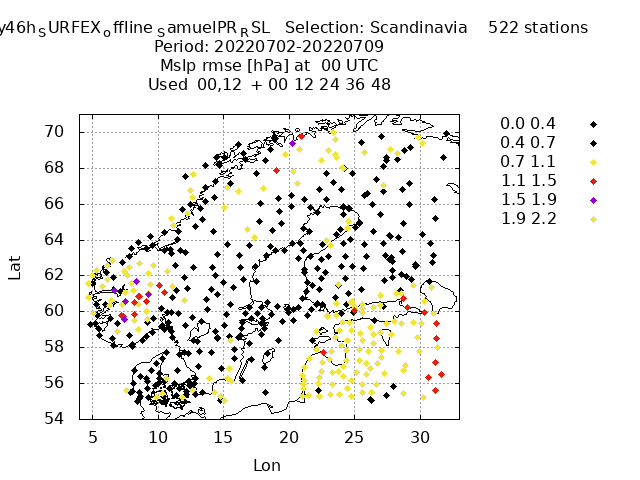 y46h_SURFEX_offline_SamuelPR_RSL Selection: Scandinavia 522 stations
Period: 20220702-20220709
Mslp rmse [hPa] at 00 UTC
Used 00,12 + 00 12 24 36 48
70
68
66
64
62
60
58
56
54
5 10 15 20 25 30
Lat
Lon
0.0 0.4
0.4 0.7
0.7 1.1
1.1 1.5
1.5 1.9
1.9 2.2